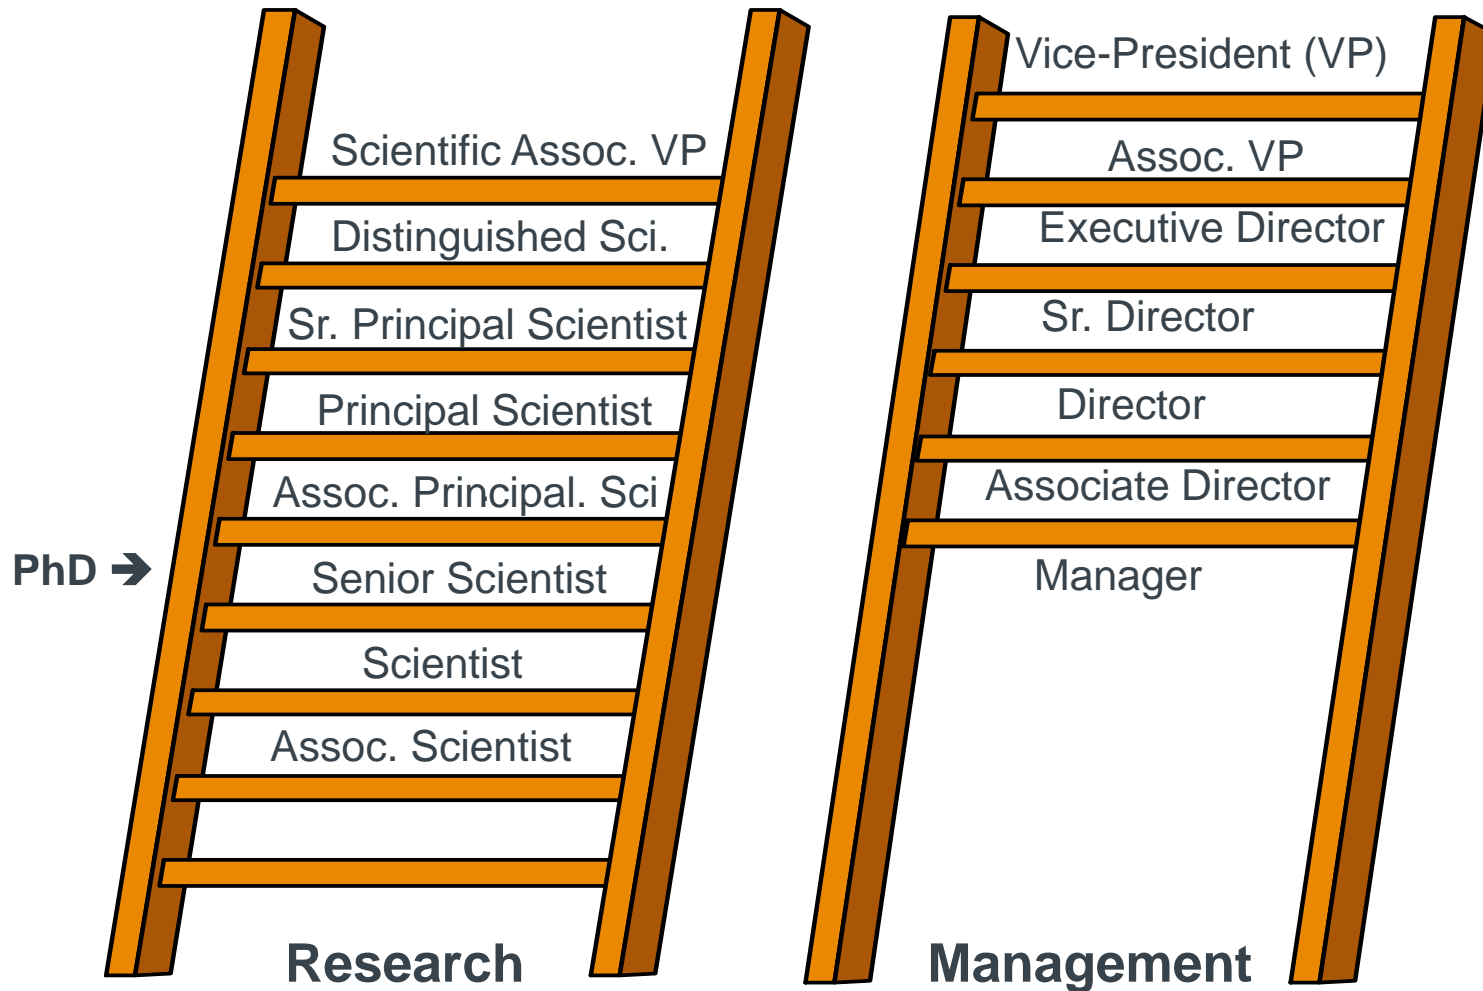 Scientific Assoc. VP
Distinguished Sci.
Sr. Principal Scientist
Principal Scientist
Assoc. Principal. Sci
PhD ➔
Senior Scientist
Scientist
Assoc. Scientist
Research
Vice-President (VP)
Assoc. VP
Executive Director
Sr. Director
Director
Associate Director
Manager
Management